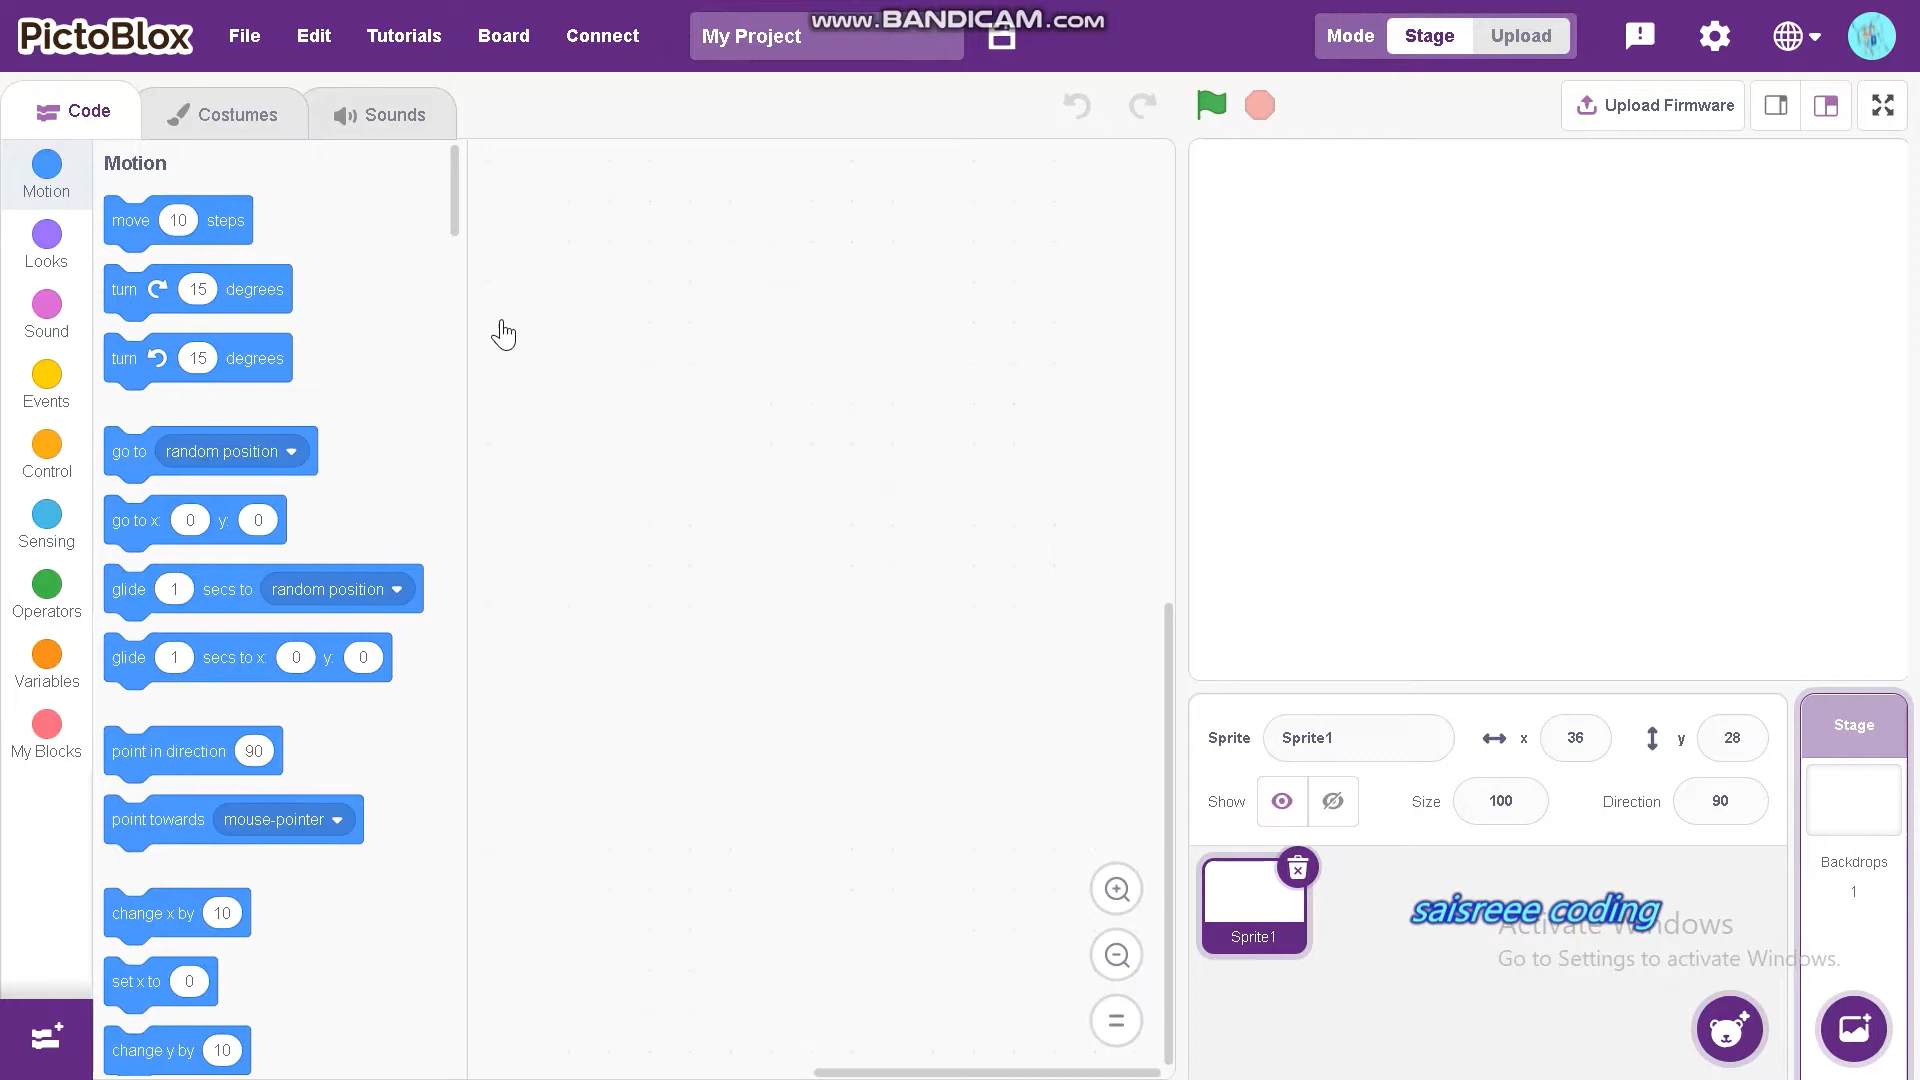 www.BANDICAM.com
PictoBlox File Edit Tutorials Board Connect My Project Mode Stage Upload
Code Costumes Sounds Upload Firmware
Motion
Motion
move 10 steps
Looks
turn 15 degrees
Sound
turn 15 degrees
Events
go to random position
Control
go to x: 0 y: 0
Sensing
glide 1 secs to random position
Operators
glide 1 secs to x: 0 y: 0
Variables
My Blocks
point in direction 90
point towards mouse-pointer
change x by 10
set x to 0
change y by 10
Sprite Sprite1 x 36 y 28
Show Size 100 Direction 90
Sprite1
Stage
Backdrops
1
saisreee coding
Activate Windows
Go to Settings to activate Windows.